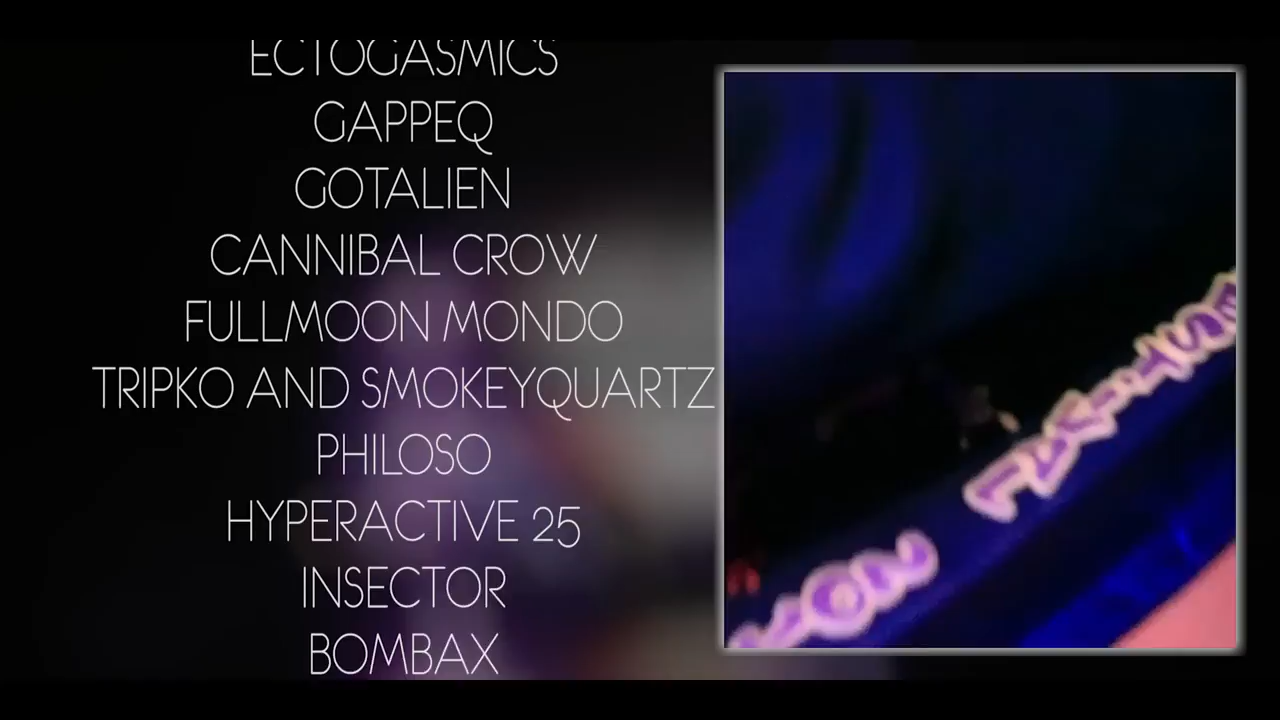 ECTOGASMICS
GAPPEQ
GOTALIEN
CANNIBAL CROW
FULLMOON MONDO
TRIPKO AND SMOKEYQUARTZ
PHILOSO
HYPERACTIVE 25
INSECTOR
BOMBAX